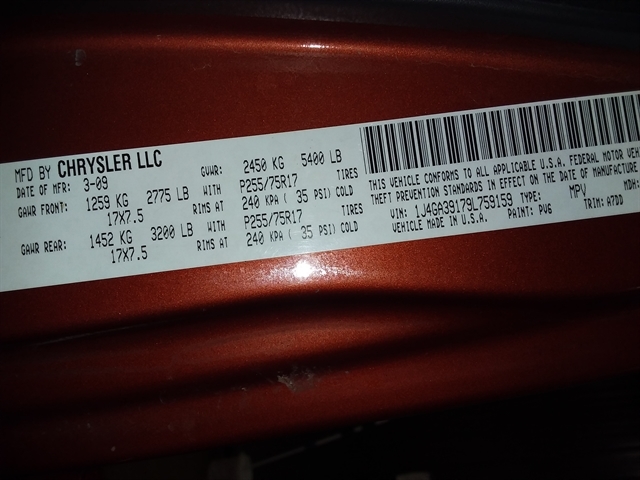 MFD BY CHRYSLER LLC GVWR: 2450 KG 5400 LB
DATE OF MFR: 3-09
GAWR FRONT: 1259 KG 2775 LB WITH P255/75R17 TIRES
17X7.5 RIMS AT 240 KPA ( 35 PSI) COLD
GAWR REAR: 1452 KG 3200 LB WITH P255/75R17 TIRES
17X7.5 RIMS AT 240 KPA ( 35 PSI) COLD
THIS VEHICLE CONFORMS TO ALL APPLICABLE U.S.A. FEDERAL MOTOR
THEFT PREVENTION STANDARDS IN EFFECT ON THE DATE OF MANUFACTURE
VIN: 1J4GA39179L759159 TYPE: MPV
VEHICLE MADE IN U.S.A. PAINT: PV6 TRIM: A7DD